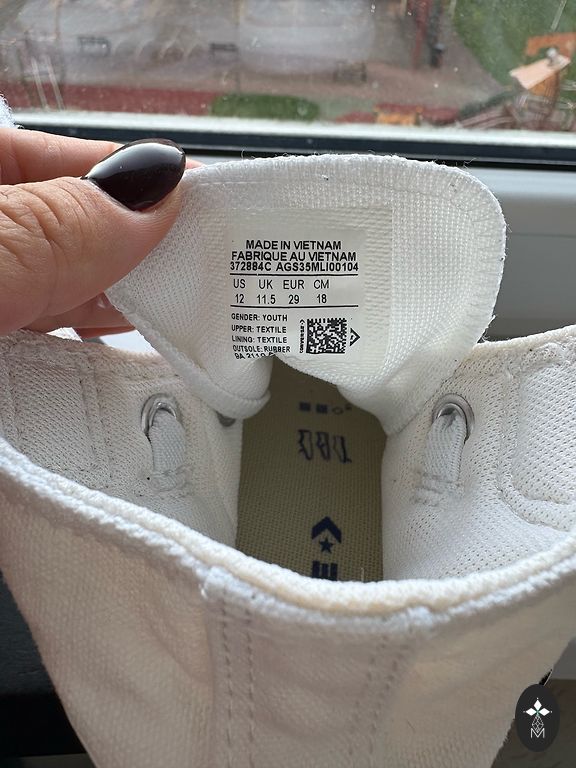 MADE IN VIETNAM
FABRIQUE AU VIETNAM
372884C AGS35MLI00104
US UK EUR CM
12 11.5 29 18
GENDER: YOUTH
UPPER: TEXTILE
LINING: TEXTILE
OUTSOLE: RUBBER
CONVERSE
M